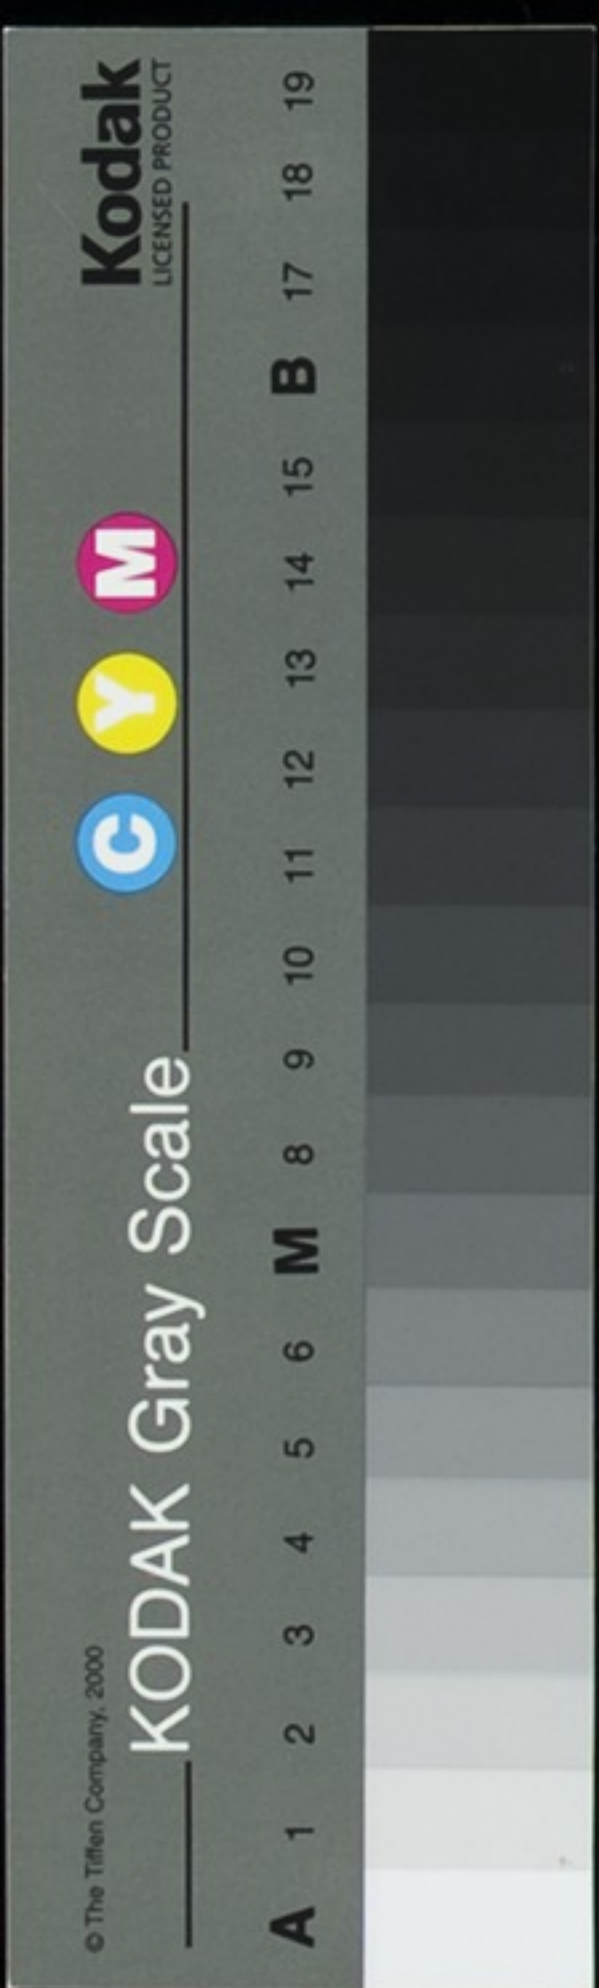 © The Tiffen Company, 2000
KODAK Gray Scale
C Y M
Kodak
LICENSED PRODUCT
A 1 2 3 4 5 6 M 8 9 10 11 12 13 14 15 B 17 18 19